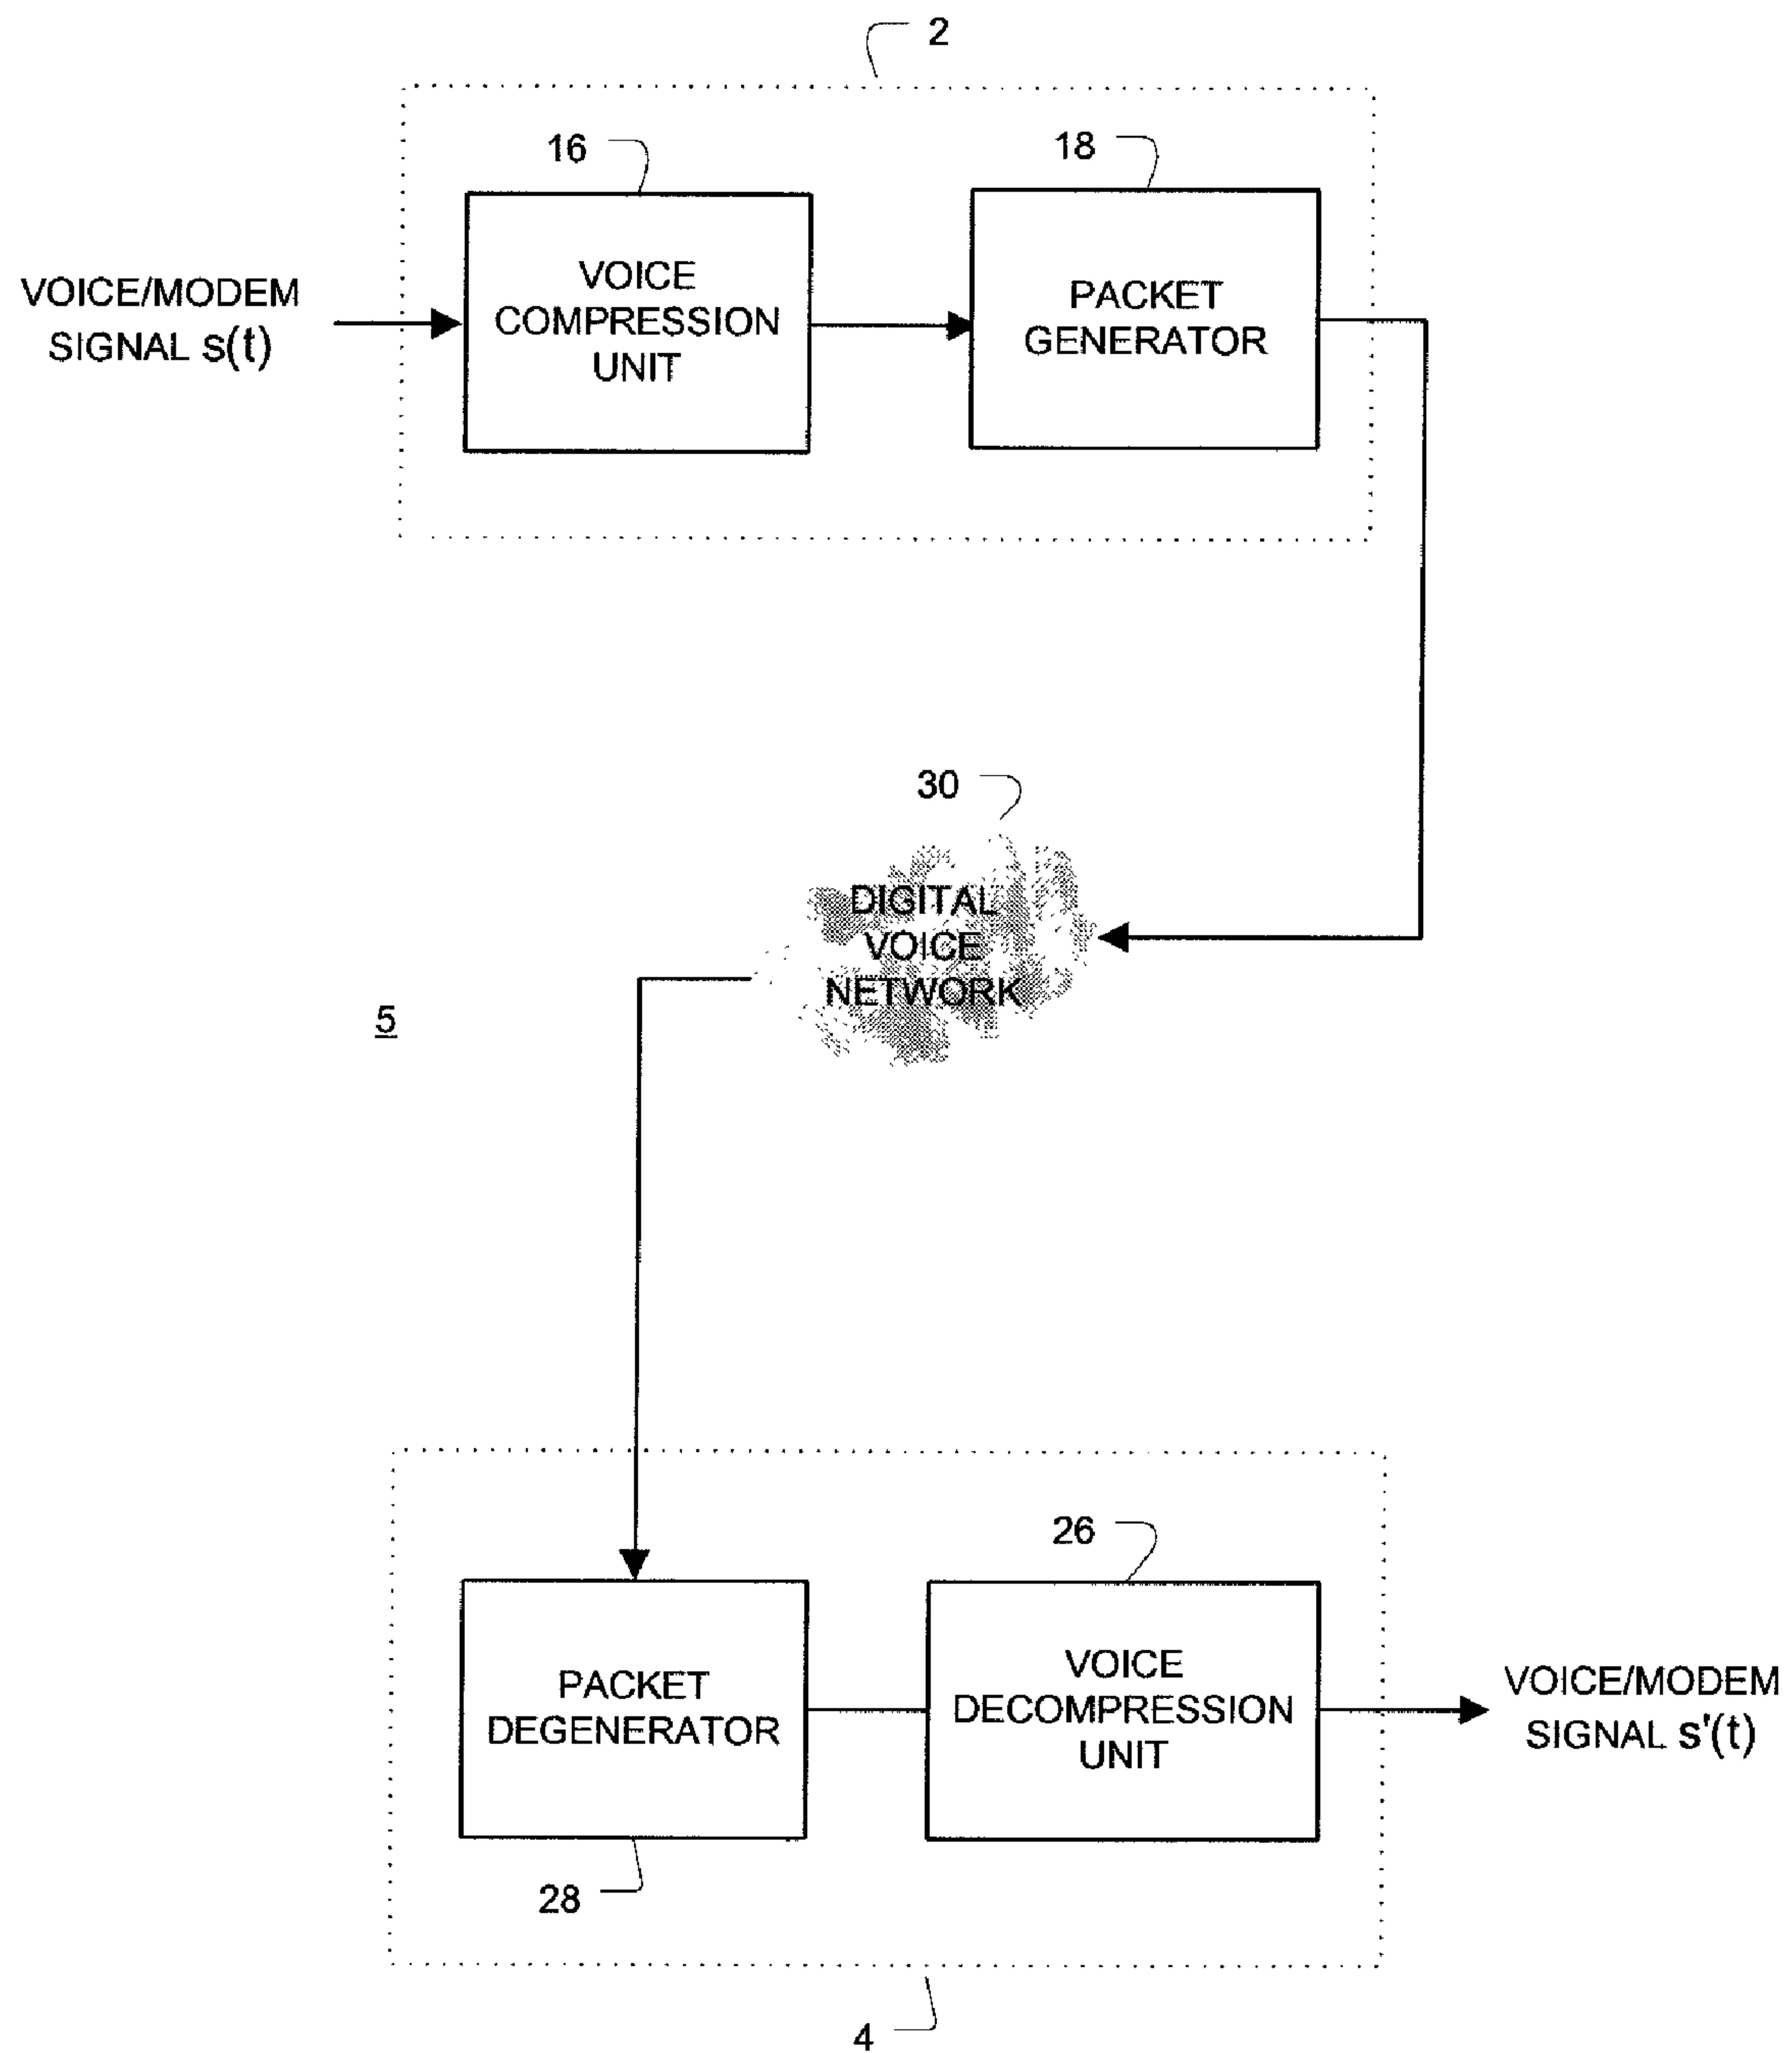 2
16
18
VOICE/MODEM
SIGNAL s(t)
VOICE
COMPRESSION
UNIT
PACKET
GENERATOR
30
DIGITAL
VOICE
NETWORK
5
26
PACKET
DEGENERATOR
VOICE
DECOMPRESSION
UNIT
VOICE/MODEM
SIGNAL s'(t)
28
4